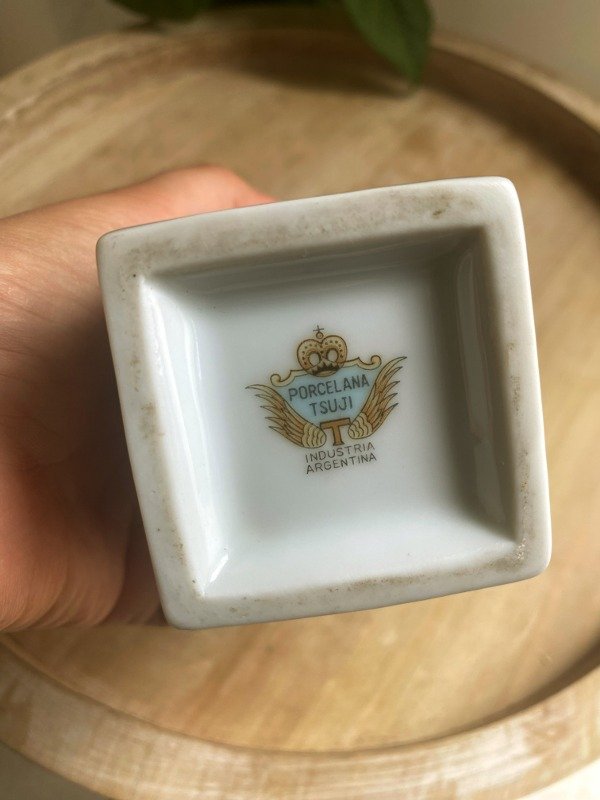 PORCELANA
TSUJI
T
INDUSTRIA
ARGENTINA